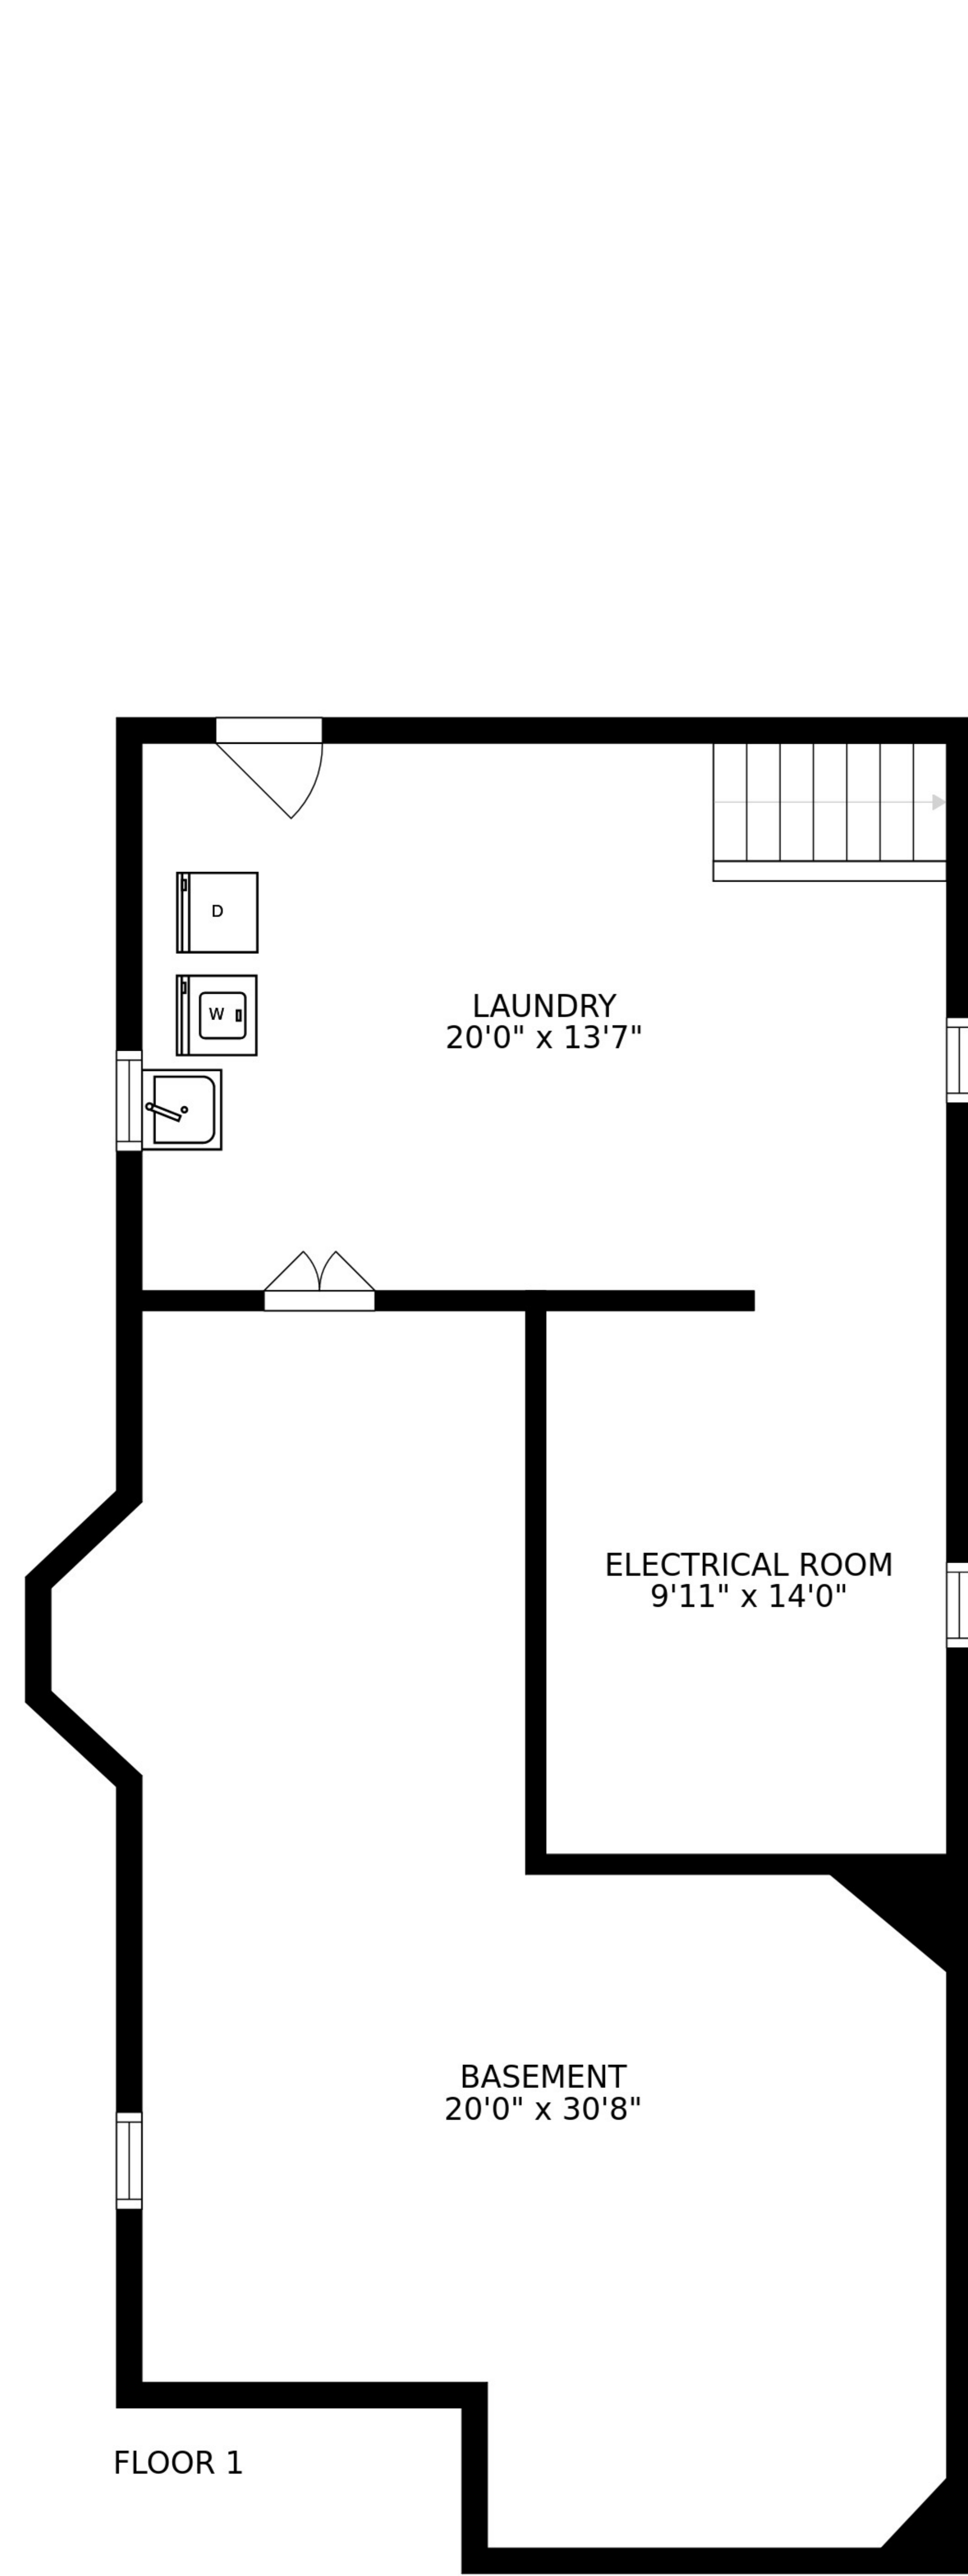 D
W
LAUNDRY
20'0" x 13'7"
ELECTRICAL ROOM
9'11" x 14'0"
BASEMENT
20'0" x 30'8"
FLOOR 1